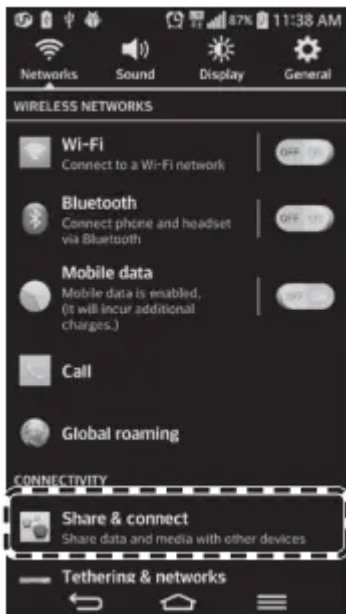 87% 11:38 AM
Networks Sound Display General
WIRELESS NETWORKS
Wi-Fi
Connect to a Wi-Fi network
OFF
Bluetooth
Connect phone and headset
via Bluetooth
OFF
Mobile data
Mobile data is enabled.
(It will incur additional
charges.)
OFF
Call
Global roaming
CONNECTIVITY
Share & connect
Share data and media with other devices
Tethering & networks